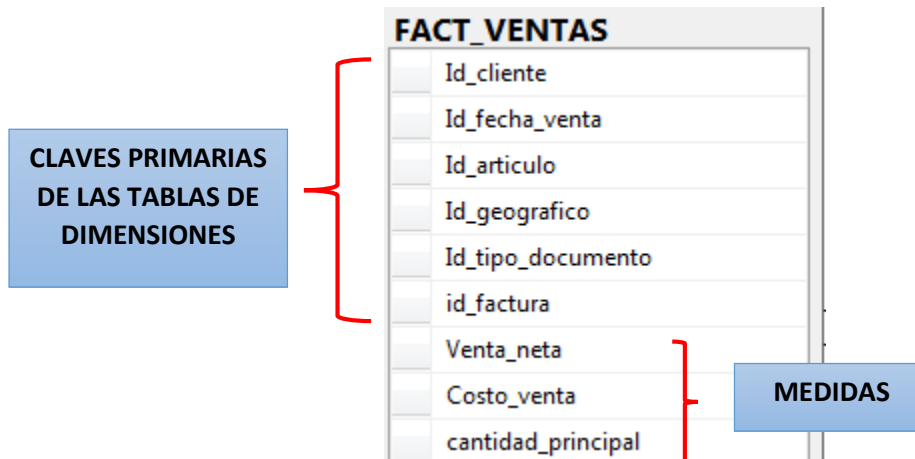 FACT_VENTAS
Id_cliente
Id_fecha_venta
Id_articulo
Id_geografico
Id_tipo_documento
id_factura
Venta_neta
Costo_venta
cantidad_principal
CLAVES PRIMARIAS
DE LAS TABLAS DE
DIMENSIONES
MEDIDAS